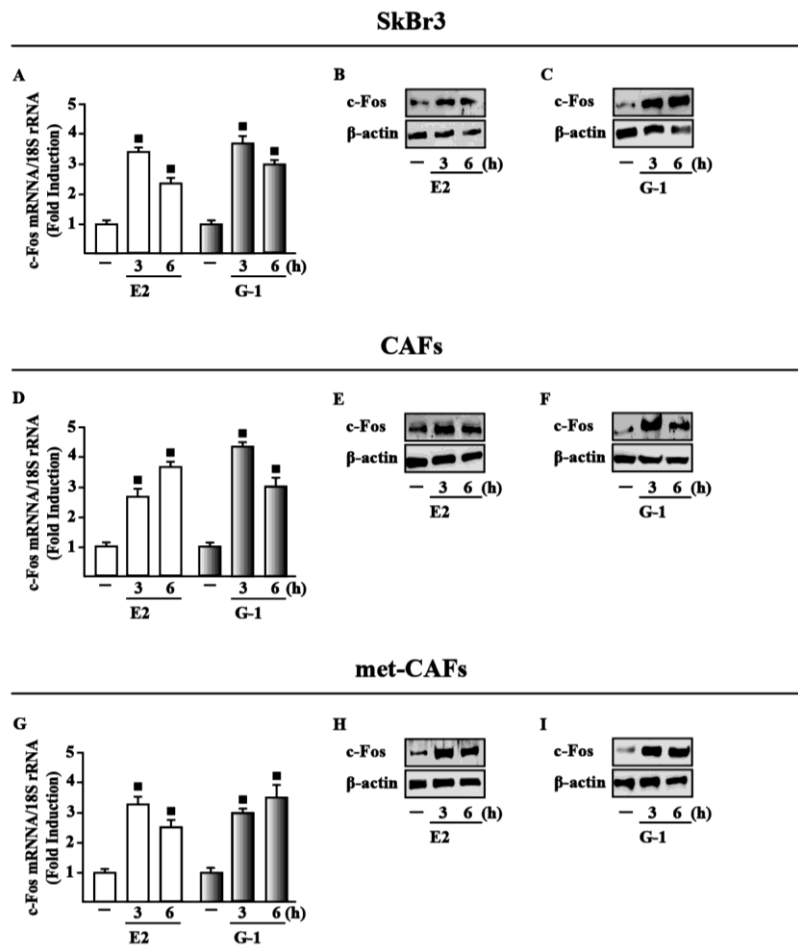 SkBr3
A B C
c-Fos mRNNA/18S rRNA
(Fold Induction)
5
4
3
2
1
– 3 6 – 3 6 (h)
E2 G-1
c-Fos
β-actin
– 3 6 (h)
E2
c-Fos
β-actin
– 3 6 (h)
G-1
CAFs
D E F
c-Fos mRNNA/18S rRNA
(Fold Induction)
5
4
3
2
1
– 3 6 – 3 6 (h)
E2 G-1
c-Fos
β-actin
– 3 6 (h)
E2
c-Fos
β-actin
– 3 6 (h)
G-1
met-CAFs
G H I
c-Fos mRNNA/18S rRNA
(Fold Induction)
5
4
3
2
1
– 3 6 – 3 6 (h)
E2 G-1
c-Fos
β-actin
– 3 6 (h)
E2
c-Fos
β-actin
– 3 6 (h)
G-1